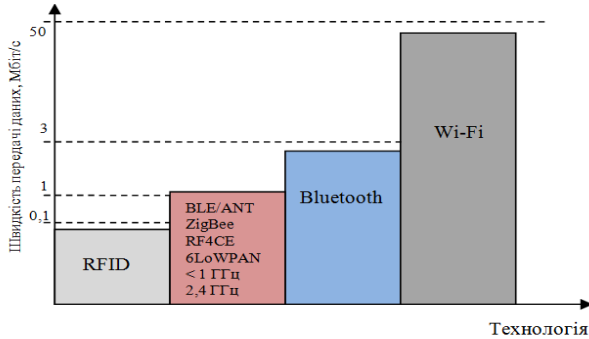 Швидкість передачі даних, Мбіт/с
50
3
1
0,1
RFID
BLE/ANT
ZigBee
RF4CE
6LoWPAN
< 1 ГГц
2,4 ГГц
Bluetooth
Wi-Fi
Технологія